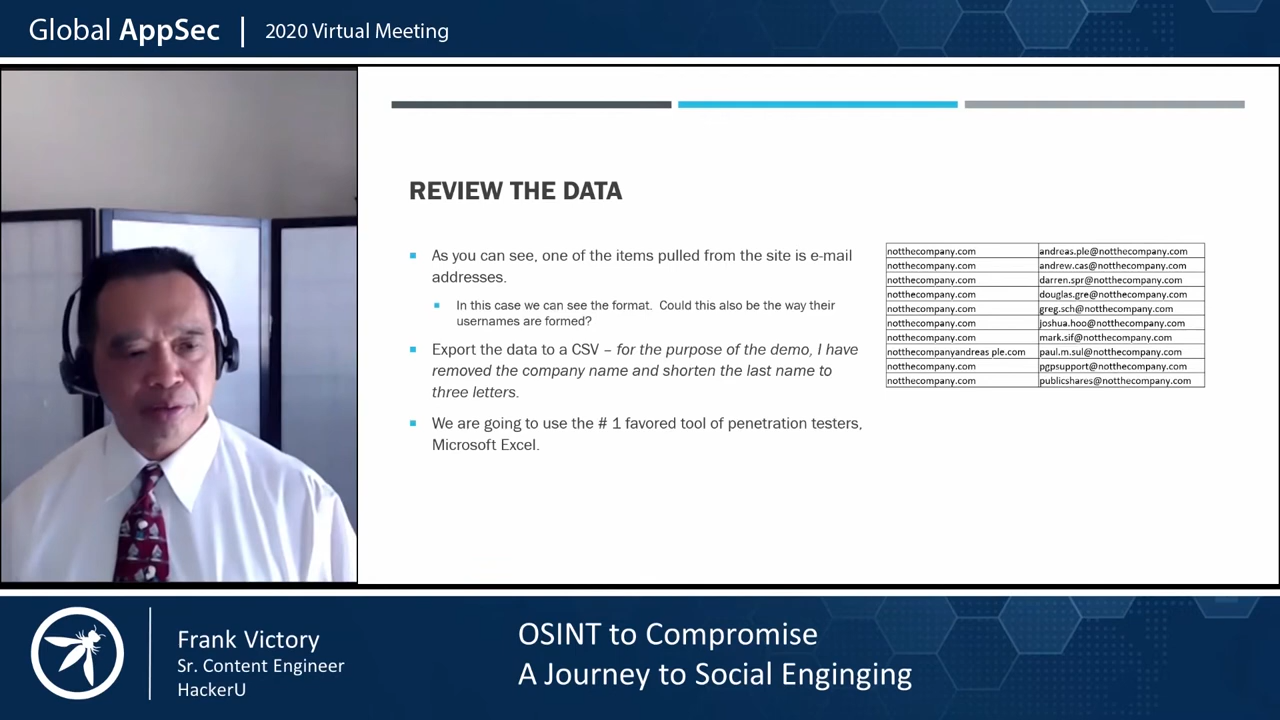 Global AppSec | 2020 Virtual Meeting
REVIEW THE DATA
As you can see, one of the items pulled from the site is e-mail
addresses.
In this case we can see the format. Could this also be the way their
usernames are formed?
Export the data to a CSV – for the purpose of the demo, I have
removed the company name and shorten the last name to
three letters.
We are going to use the # 1 favored tool of penetration testers,
Microsoft Excel.
notthecompany.com andreas.ple@notthecompany.com
notthecompany.com andrew.cas@notthecompany.com
notthecompany.com darren.spr@notthecompany.com
notthecompany.com douglas.gre@notthecompany.com
notthecompany.com greg.sch@notthecompany.com
notthecompany.com joshua.hoo@notthecompany.com
notthecompany.com mark.sif@notthecompany.com
notthecompanyandreas ple.com paul.m.sul@notthecompany.com
notthecompany.com pgpsupport@notthecompany.com
notthecompany.com publicshares@notthecompany.com
Frank Victory
Sr. Content Engineer
HackerU
OSINT to Compromise
A Journey to Social Enginging